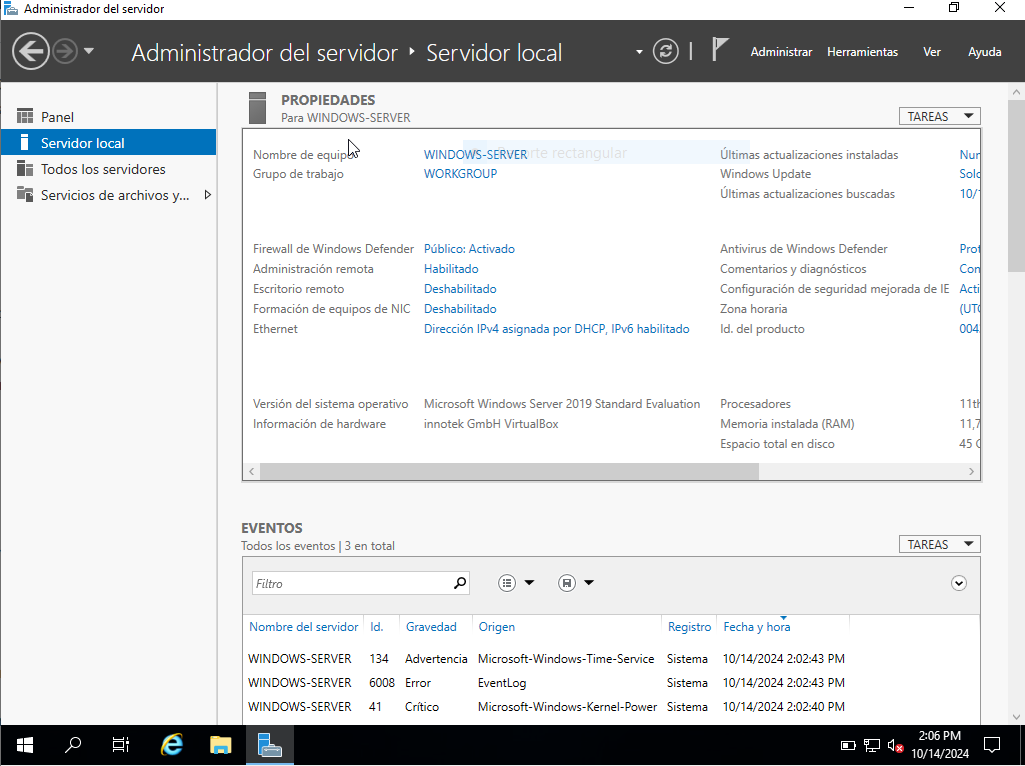 Administrador del servidor
Administrador del servidor ‣ Servidor local
Administrar Herramientas Ver Ayuda
Panel
Servidor local
Todos los servidores
Servicios de archivos y...
PROPIEDADES
Para WINDOWS-SERVER
TAREAS
Nombre de equipo WINDOWS-SERVER Últimas actualizaciones instaladas Nun
Grupo de trabajo WORKGROUP Windows Update Solo
Últimas actualizaciones buscadas 10/1
Firewall de Windows Defender Público: Activado Antivirus de Windows Defender Prot
Administración remota Habilitado Comentarios y diagnósticos Con
Escritorio remoto Deshabilitado Configuración de seguridad mejorada de IE Acti
Formación de equipos de NIC Deshabilitado Zona horaria (UTC
Ethernet Dirección IPv4 asignada por DHCP, IPv6 habilitado Id. del producto 004
Versión del sistema operativo Microsoft Windows Server 2019 Standard Evaluation Procesadores 11th
Información de hardware innotek GmbH VirtualBox Memoria instalada (RAM) 11,7
Espacio total en disco 45 G
EVENTOS
Todos los eventos | 3 en total
TAREAS
Filtro
Nombre del servidor Id. Gravedad Origen Registro Fecha y hora
WINDOWS-SERVER 134 Advertencia Microsoft-Windows-Time-Service Sistema 10/14/2024 2:02:43 PM
WINDOWS-SERVER 6008 Error EventLog Sistema 10/14/2024 2:02:43 PM
WINDOWS-SERVER 41 Crítico Microsoft-Windows-Kernel-Power Sistema 10/14/2024 2:02:40 PM
2:06 PM
10/14/2024